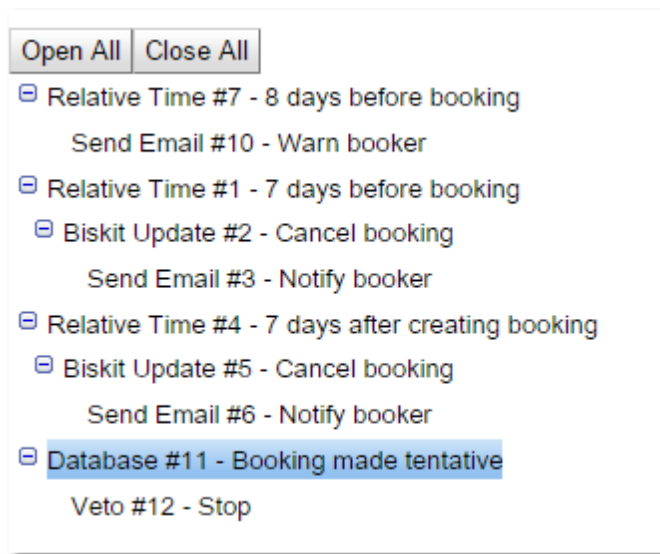 Open All Close All
Relative Time #7 - 8 days before booking
Send Email #10 - Warn booker
Relative Time #1 - 7 days before booking
Biskit Update #2 - Cancel booking
Send Email #3 - Notify booker
Relative Time #4 - 7 days after creating booking
Biskit Update #5 - Cancel booking
Send Email #6 - Notify booker
Database #11 - Booking made tentative
Veto #12 - Stop